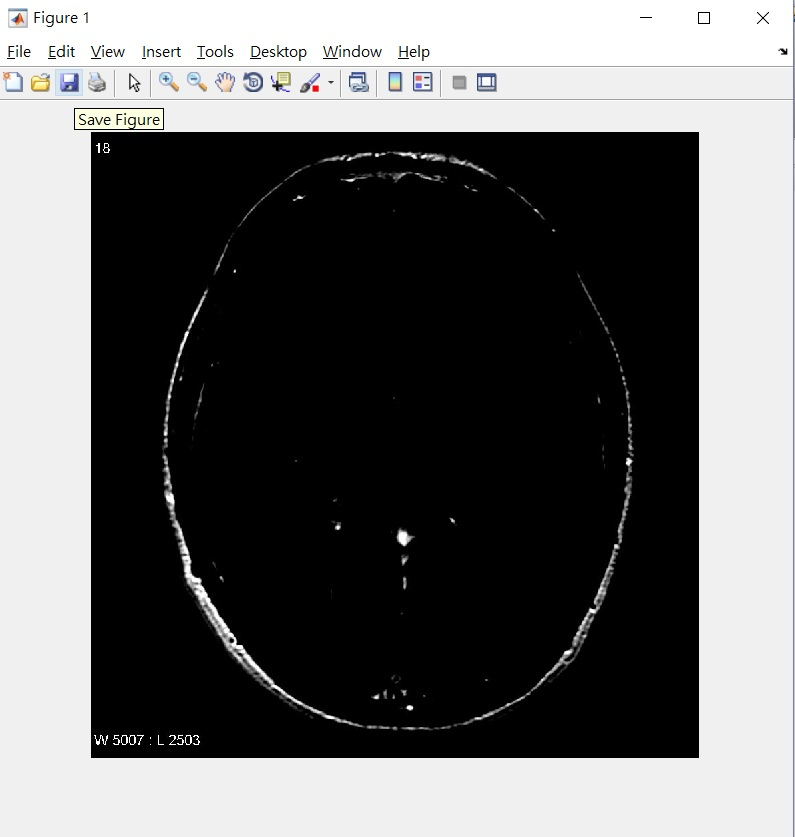 Figure 1
File Edit View Insert Tools Desktop Window Help
Save Figure
18
W 5007 : L 2503